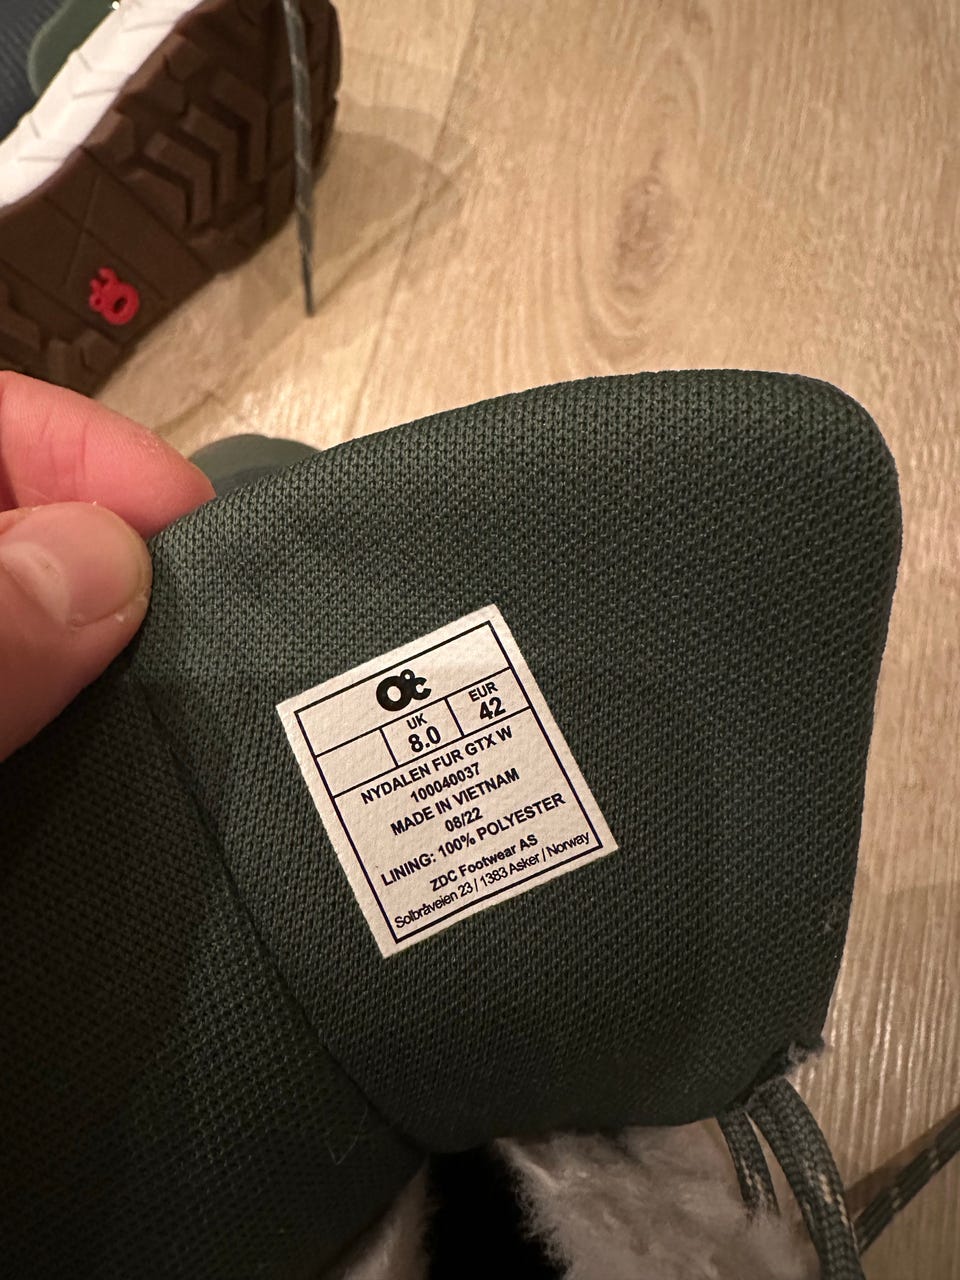 UK
8.0
EUR
42
NYDALEN FUR GTX W
100040037
MADE IN VIETNAM
08/22
LINING: 100% POLYESTER
ZDC Footwear AS
Solbråveien 23 / 1383 Asker / Norway